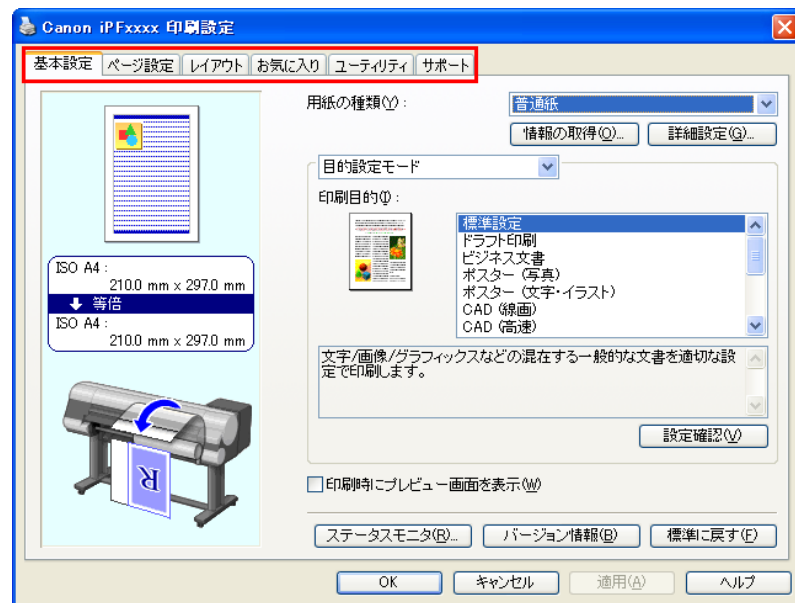 Canon iPFxxxx 印刷設定
基本設定 ページ設定 レイアウト お気に入り ユーティリティ サポート
用紙の種類(Y): 普通紙
情報の取得(Q)... 詳細設定(G)...
目的設定モード
印刷目的(I):
標準設定
ドラフト印刷
ビジネス文書
ポスター (写真)
ポスター (文字・イラスト)
CAD (線画)
CAD (高速)
ISO A4:
210.0 mm x 297.0 mm
等倍
ISO A4:
210.0 mm x 297.0 mm
文字/画像/グラフィックスなどの混在する一般的な文書を適切な設
定で印刷します。
設定確認(V)
R
印刷時にプレビュー画面を表示(W)
ステータスモニタ(R)... バージョン情報(B) 標準に戻す(F)
OK キャンセル 適用(A) ヘルプ